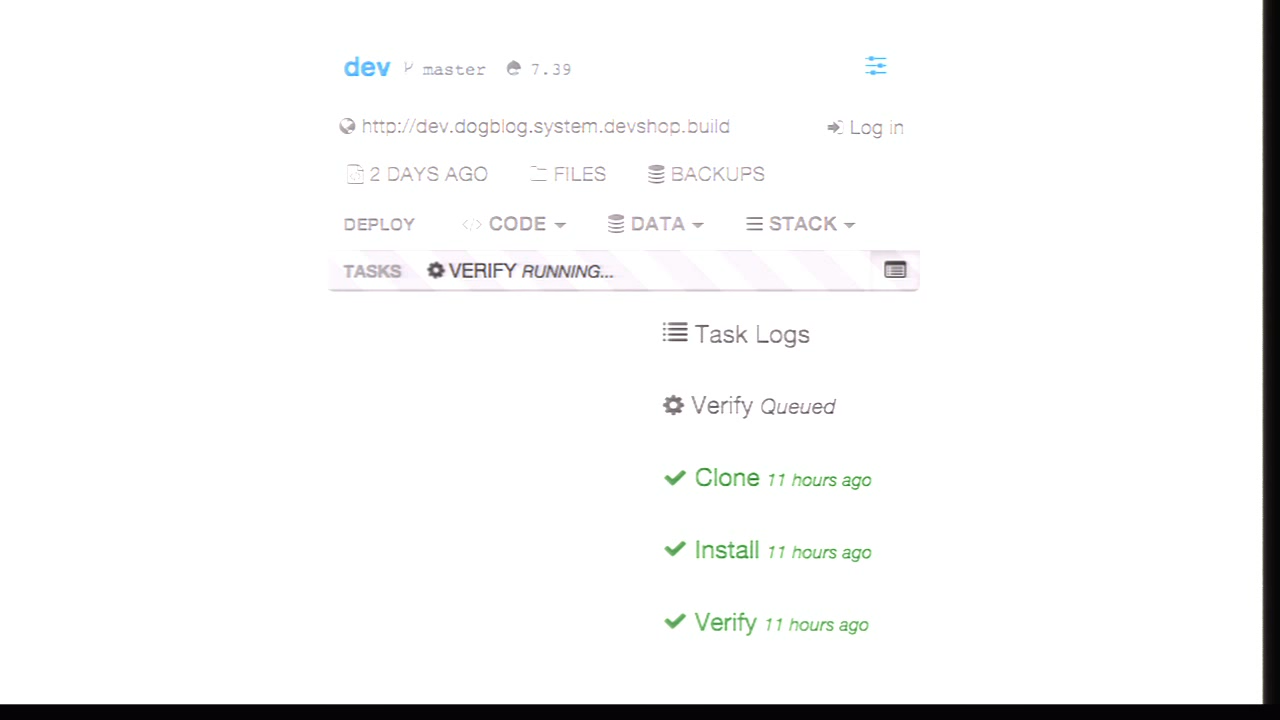 dev master 7.39
http://dev.dogblog.system.devshop.build Log in
2 DAYS AGO FILES BACKUPS
DEPLOY CODE DATA STACK
TASKS VERIFY RUNNING...
Task Logs
Verify Queued
Clone 11 hours ago
Install 11 hours ago
Verify 11 hours ago